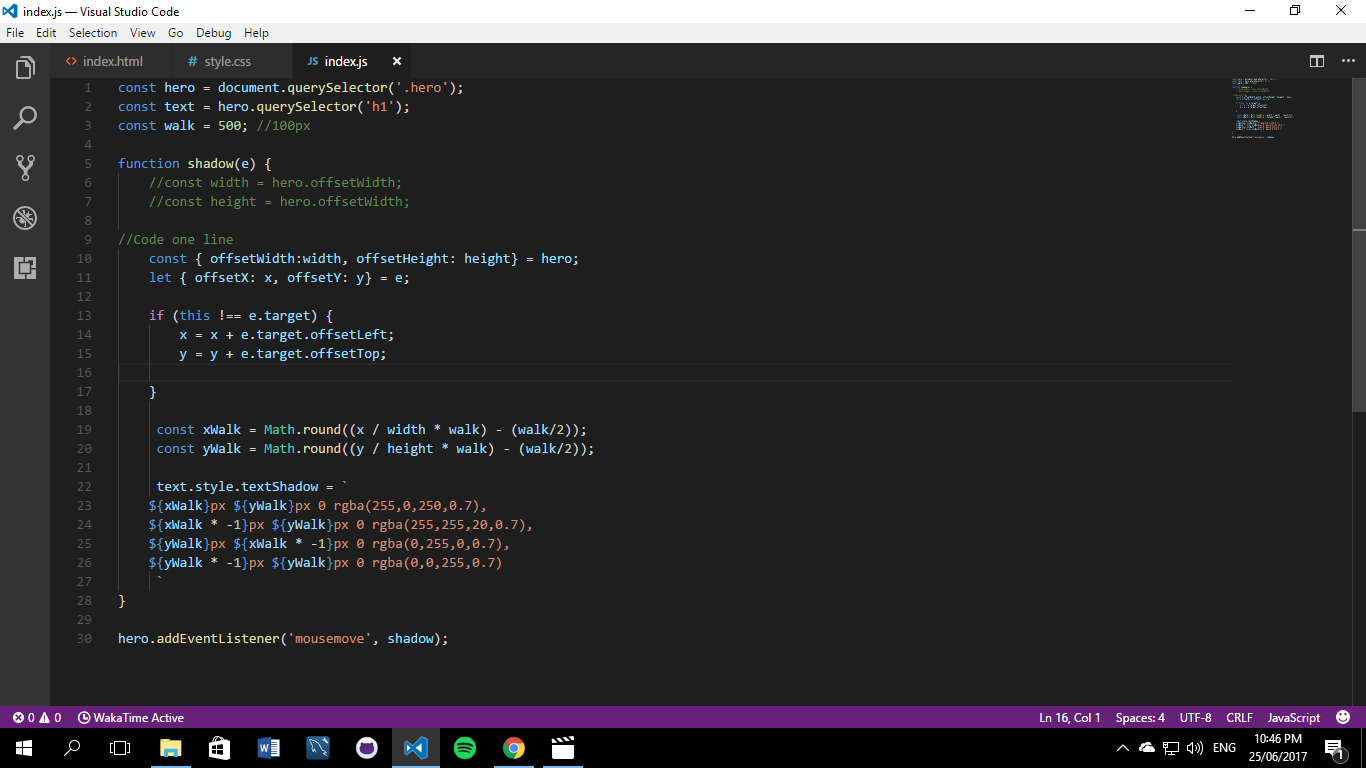 index.js — Visual Studio Code
File Edit Selection View Go Debug Help
<> index.html # style.css JS index.js ×
1 const hero = document.querySelector('.hero');
2 const text = hero.querySelector('h1');
3 const walk = 500; //100px
4
5 function shadow(e) {
6     //const width = hero.offsetWidth;
7     //const height = hero.offsetWidth;
8
9 //Code one line
10     const { offsetWidth:width, offsetHeight: height} = hero;
11     let { offsetX: x, offsetY: y} = e;
12
13     if (this !== e.target) {
14         x = x + e.target.offsetLeft;
15         y = y + e.target.offsetTop;
16
17     }
18
19      const xWalk = Math.round((x / width * walk) - (walk/2));
20      const yWalk = Math.round((y / height * walk) - (walk/2));
21
22      text.style.textShadow = `
23     ${xWalk}px ${yWalk}px 0 rgba(255,0,250,0.7),
24     ${xWalk * -1}px ${yWalk}px 0 rgba(255,255,20,0.7),
25     ${yWalk}px ${xWalk * -1}px 0 rgba(0,255,0,0.7),
26     ${yWalk * -1}px ${yWalk}px 0 rgba(0,0,255,0.7)
27      `
28 }
29
30 hero.addEventListener('mousemove', shadow);
0 0 WakaTime Active Ln 16, Col 1 Spaces: 4 UTF-8 CRLF JavaScript
ENG 10:46 PM
25/06/2017 1